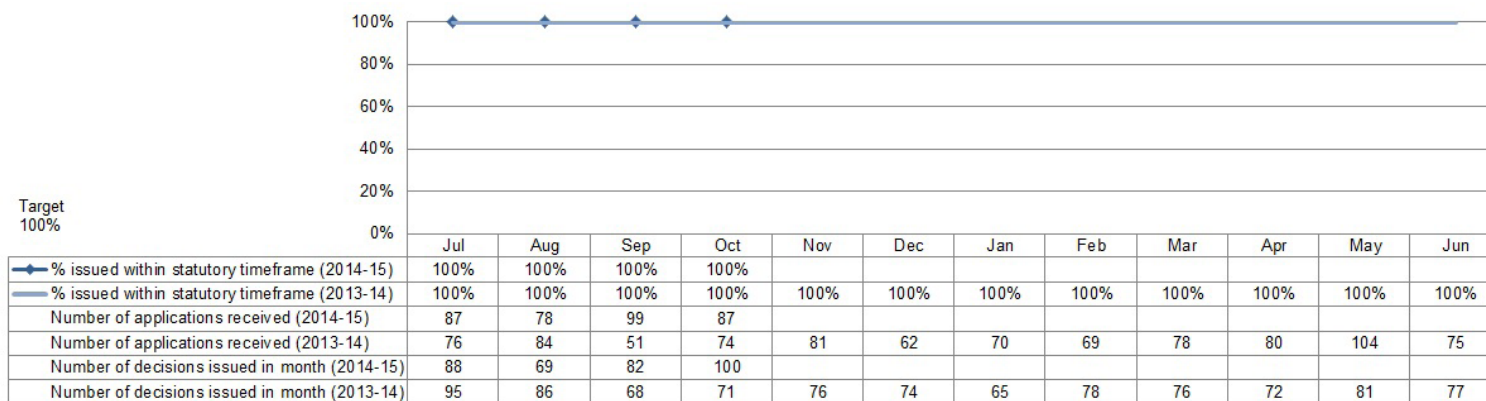 100%
80%
60%
40%
20%
Target
100%
0%
Jul Aug Sep Oct Nov Dec Jan Feb Mar Apr May Jun
% issued within statutory timeframe (2014-15) 100% 100% 100% 100%
% issued within statutory timeframe (2013-14) 100% 100% 100% 100% 100% 100% 100% 100% 100% 100% 100% 100%
Number of applications received (2014-15) 87 78 99 87
Number of applications received (2013-14) 76 84 51 74 81 62 70 69 78 80 104 75
Number of decisions issued in month (2014-15) 88 69 82 100
Number of decisions issued in month (2013-14) 95 86 68 71 76 74 65 78 76 72 81 77